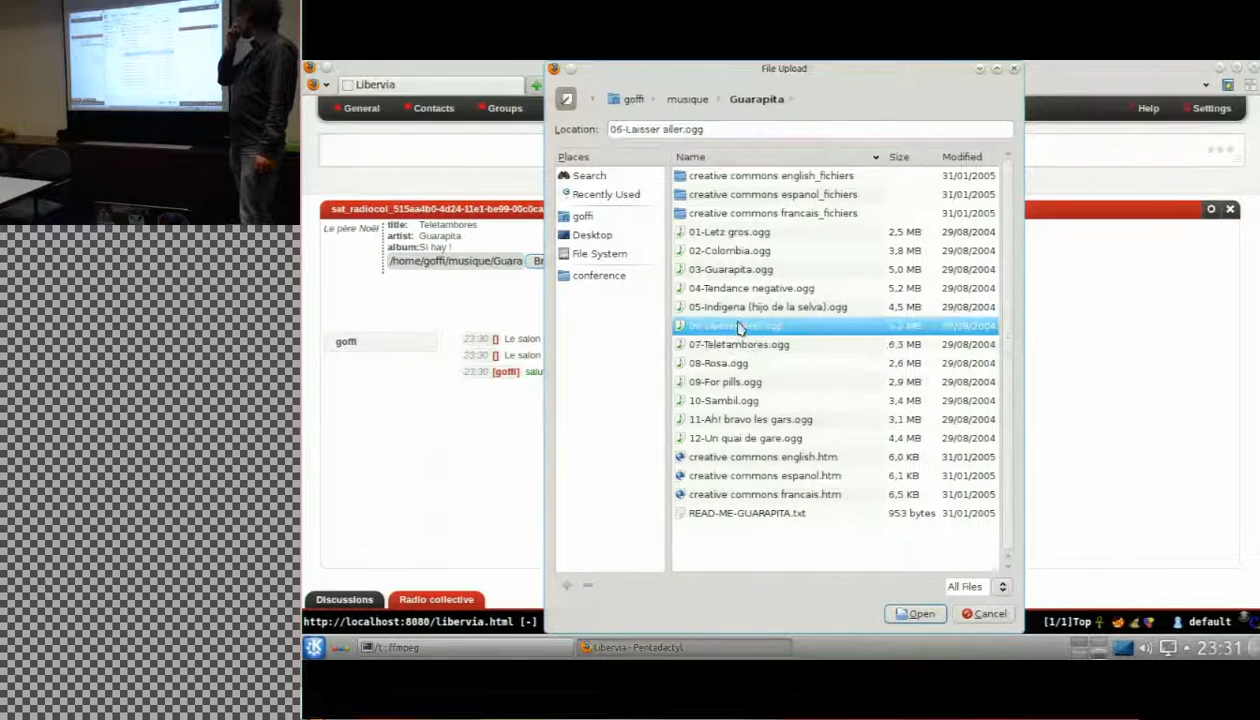 Libervia
General Contacts Groups Help Settings
sat_radiocol_515aa4b0-4d24-11e1-be99-00c0ca
Le père Noël
title: Teletambores
artist: Guarapita
album: Si hay !
/home/goffi/musique/Guara Br
goffi
23:30 [] Le salon
23:30 [] Le salon
23:30 [goffi] salu
Discussions Radio collective
File Upload
goffi musique Guarapita
Location: 06-Laisser aller.ogg
Places
Search
Recently Used
goffi
Desktop
File System
conference
Name Size Modified
creative commons english_fichiers 31/01/2005
creative commons espanol_fichiers 31/01/2005
creative commons francais_fichiers 31/01/2005
01-Letz gros.ogg 2,5 MB 29/08/2004
02-Colombia.ogg 3,8 MB 29/08/2004
03-Guarapita.ogg 5,0 MB 29/08/2004
04-Tendance negative.ogg 5,2 MB 29/08/2004
05-Indigena (hijo de la selva).ogg 4,5 MB 29/08/2004
07-Teletambores.ogg 6,3 MB 29/08/2004
08-Rosa.ogg 2,6 MB 29/08/2004
09-For pills.ogg 2,9 MB 29/08/2004
10-Sambil.ogg 3,4 MB 29/08/2004
11-Ah! bravo les gars.ogg 3,1 MB 29/08/2004
12-Un quai de gare.ogg 4,4 MB 29/08/2004
creative commons english.htm 6,0 KB 31/01/2005
creative commons espanol.htm 6,1 KB 31/01/2005
creative commons francais.htm 6,5 KB 31/01/2005
READ-ME-GUARAPITA.txt 953 bytes 31/01/2005
All Files
Open Cancel
http://localhost:8080/libervia.html [-] [1/1] Top default
/t : ffmpeg Libervia - Pentadactyl 23:31